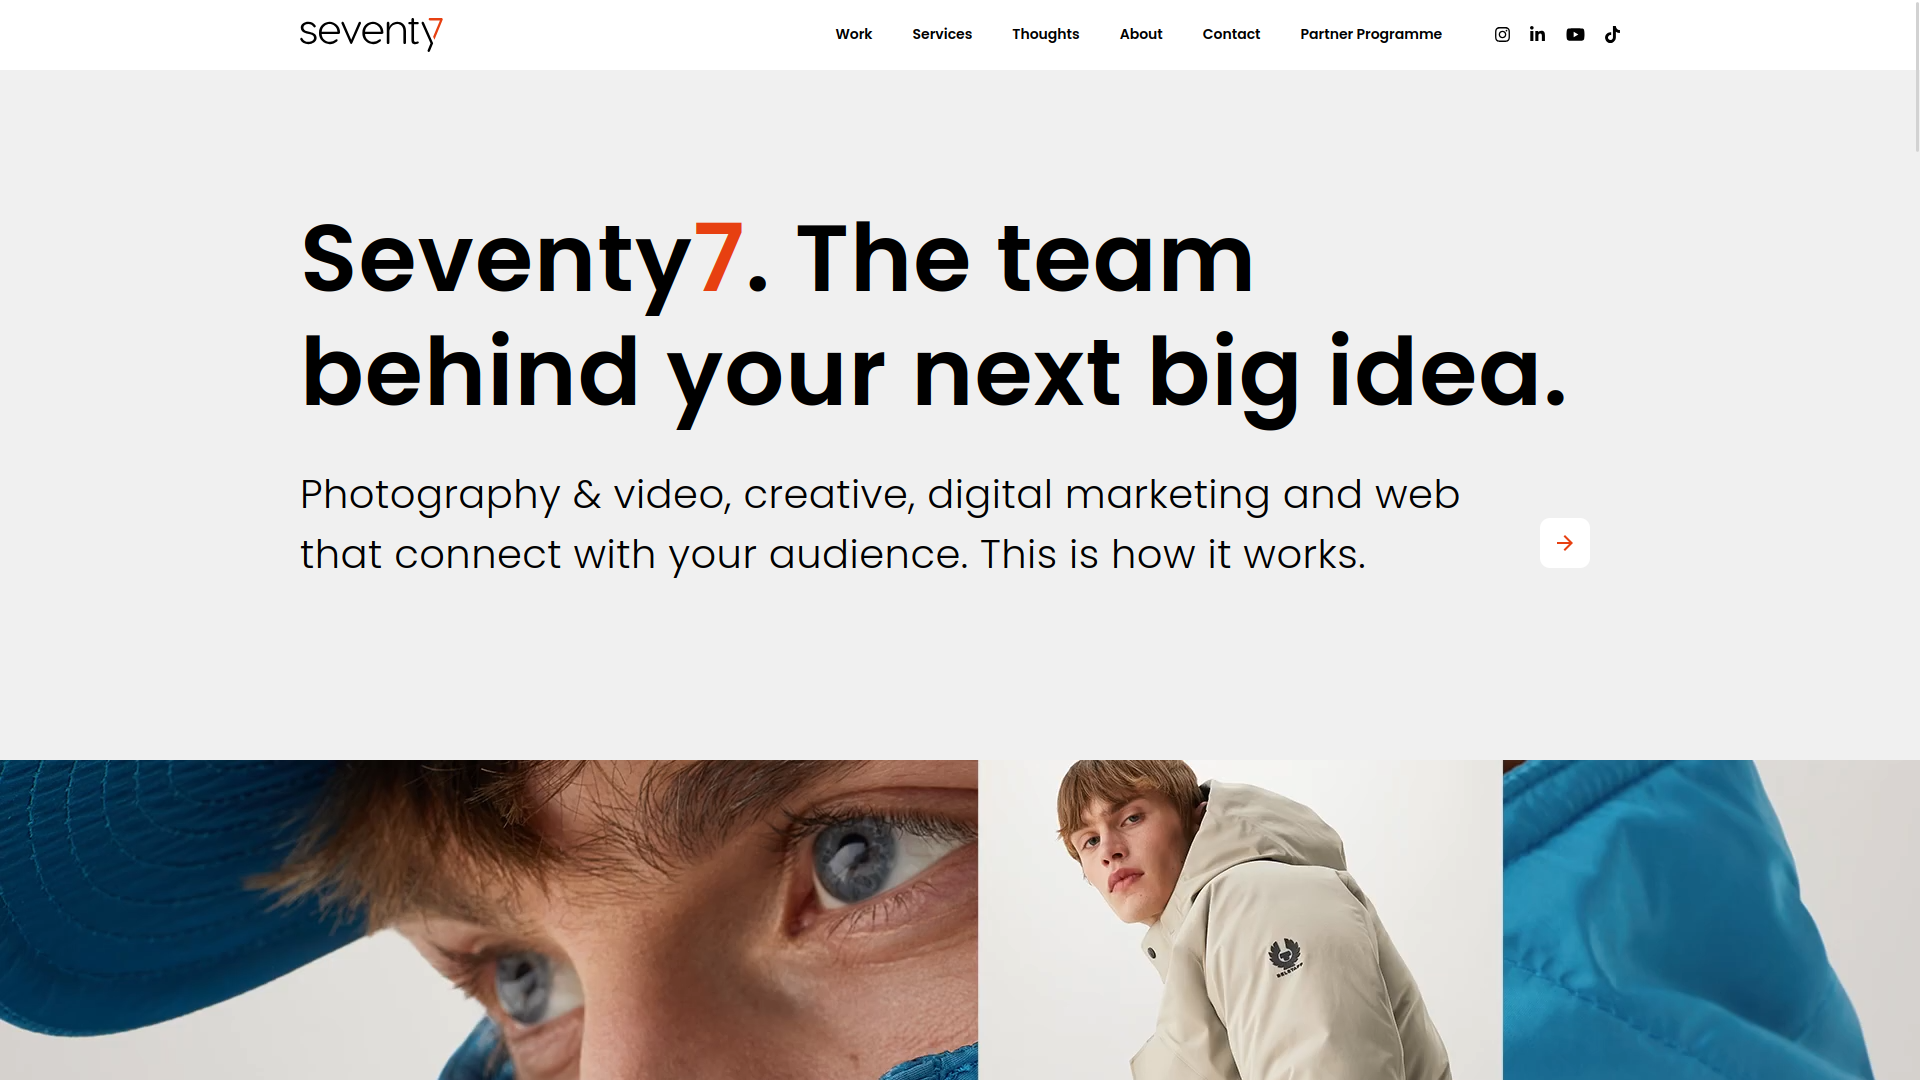 seventy7
Work Services Thoughts About Contact Partner Programme
Seventy7. The team
behind your next big idea.
Photography & video, creative, digital marketing and web
that connect with your audience. This is how it works.
BELSTAFF